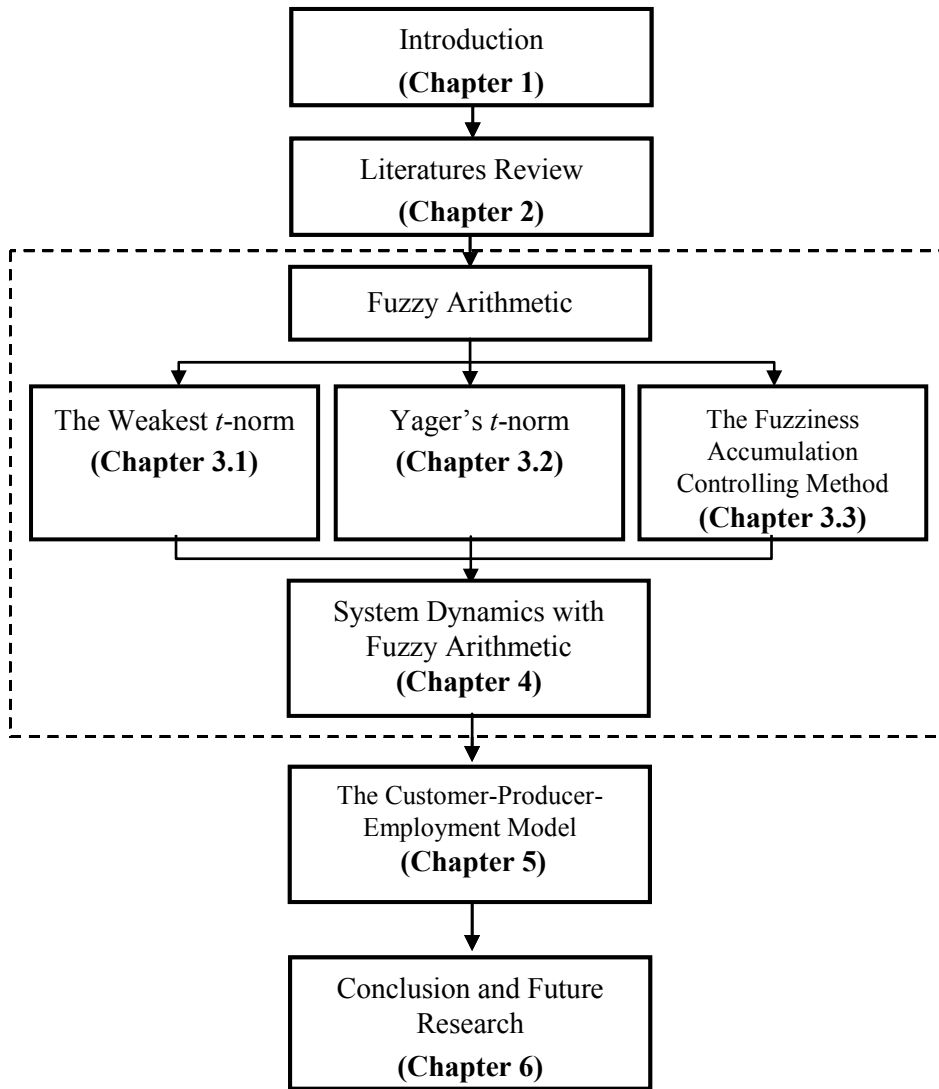 Introduction
(Chapter 1)
Literatures Review
(Chapter 2)
Fuzzy Arithmetic
The Weakest t-norm
(Chapter 3.1)
Yager’s t-norm
(Chapter 3.2)
The Fuzziness
Accumulation
Controlling Method
(Chapter 3.3)
System Dynamics with
Fuzzy Arithmetic
(Chapter 4)
The Customer-Producer-
Employment Model
(Chapter 5)
Conclusion and Future
Research
(Chapter 6)